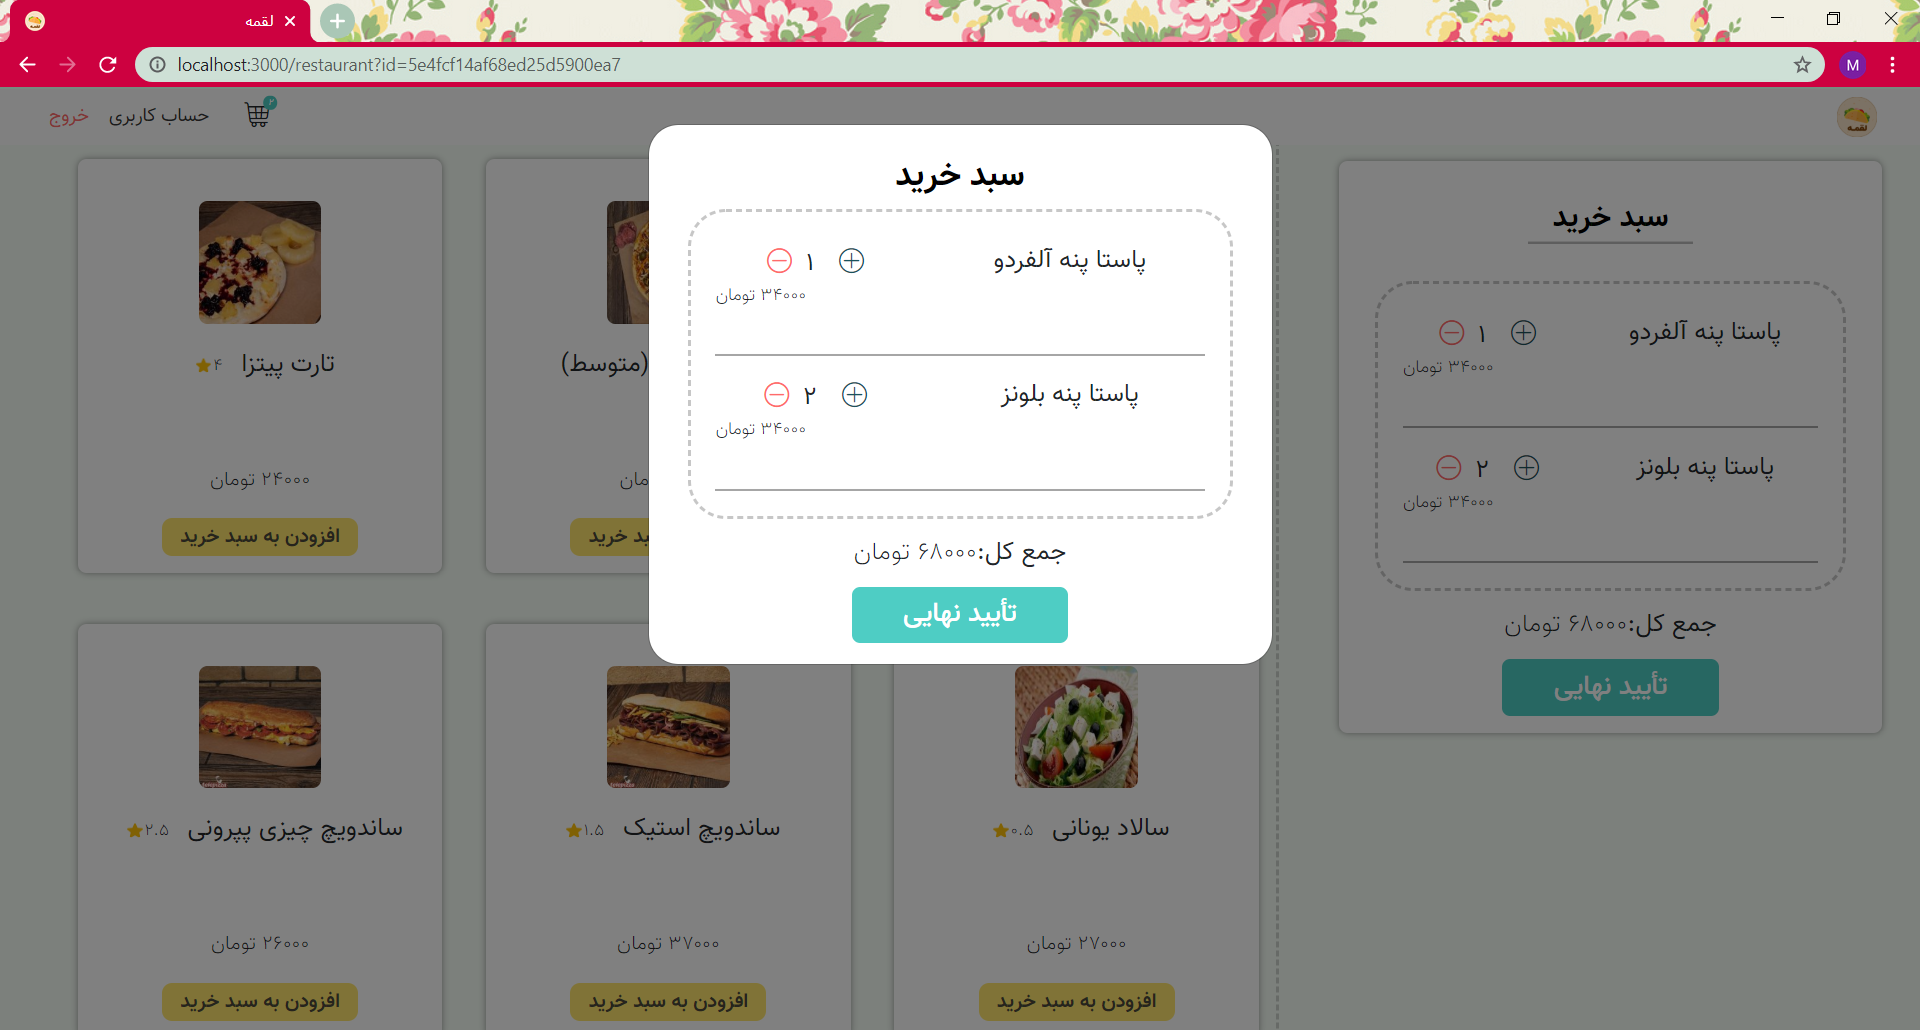 لقمه
localhost:3000/restaurant?id=5e4fcf14af68ed25d5900ea7
M
لقمه
۲
حساب کاربری
خروج
سبد خرید
پاستا پنه آلفردو
۱
۳۴۰۰۰ تومان
پاستا پنه بلونز
۲
۳۴۰۰۰ تومان
جمع کل:۶۸۰۰۰ تومان
تأیید نهایی
سبد خرید
پاستا پنه آلفردو
۱
۳۴۰۰۰ تومان
پاستا پنه بلونز
۲
۳۴۰۰۰ تومان
جمع کل:۶۸۰۰۰ تومان
تأیید نهایی
(متوسط)
تارت پیتزا ۴
۲۴۰۰۰ تومان
افزودن به سبد خرید
سالاد یونانی ۰.۵
۲۷۰۰۰ تومان
افزودن به سبد خرید
ساندویچ استیک ۱.۵
۳۷۰۰۰ تومان
افزودن به سبد خرید
ساندویچ چیزی پپرونی ۲.۵
۲۶۰۰۰ تومان
افزودن به سبد خرید